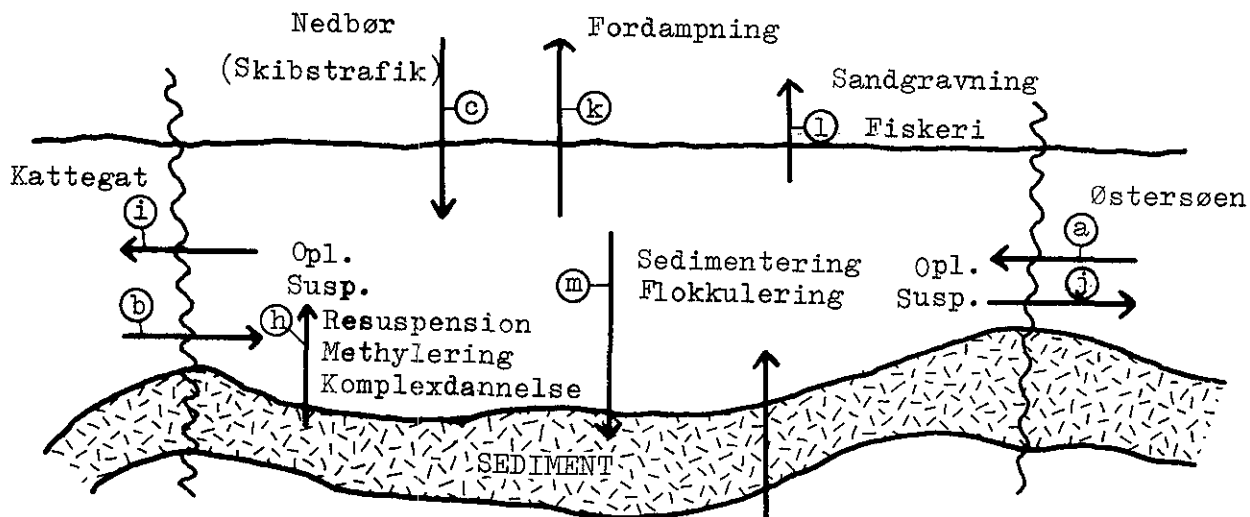 Nedbør
(Skibstrafik)
c
k
Fordampning
Sandgravning
l
Fiskeri
Kattegat
Østersøen
i
a
Opl.
Susp.
m
Sedimentering
Flokkulering
Opl.
Susp.
j
b
h
Resuspension
Methylering
Komplexdannelse
SEDIMENT